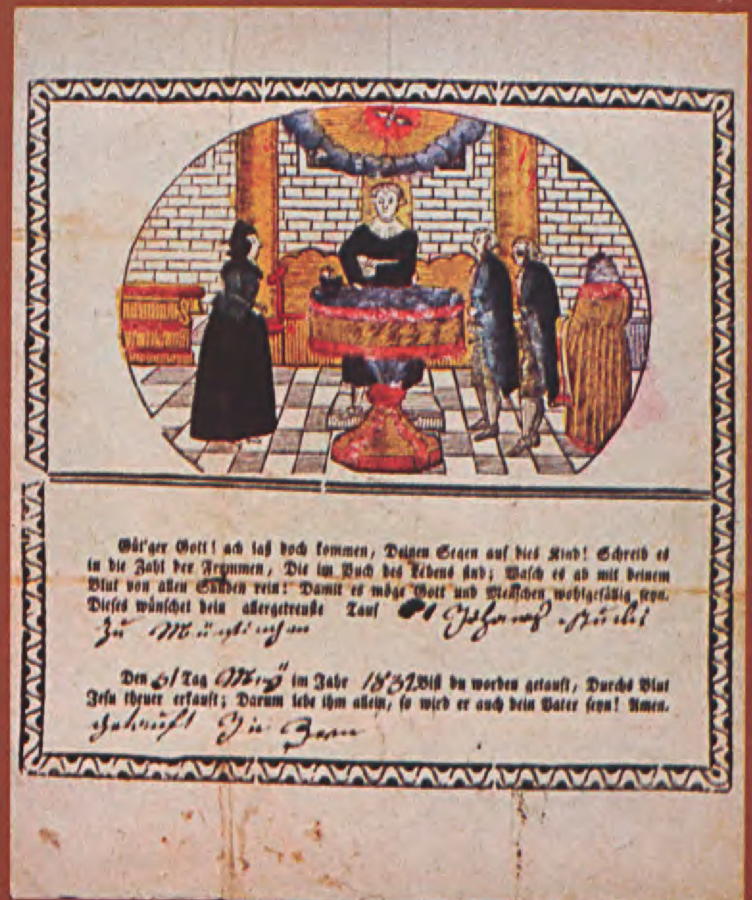 Güt'ger Gott! ach laß doch kommen, Deinen Segen auf dies Kind! Schreib es
in die Zahl der Frommen, Die im Buch des Lebens sind; Wasch es ab mit deinem
Blut von allen Sünden rein! Damit es möge Gott und Menschen wohlgefällig seyn.
Dieses wünschet dein allergetreuste Tauf Johannes
zu
Den Tag im Jahr 1832 Bist du worden getauft, Durchs Blut
Jesu theuer erkauft; Darum lebe ihm allein, so wird er auch dein Vater seyn! Amen.
getauft